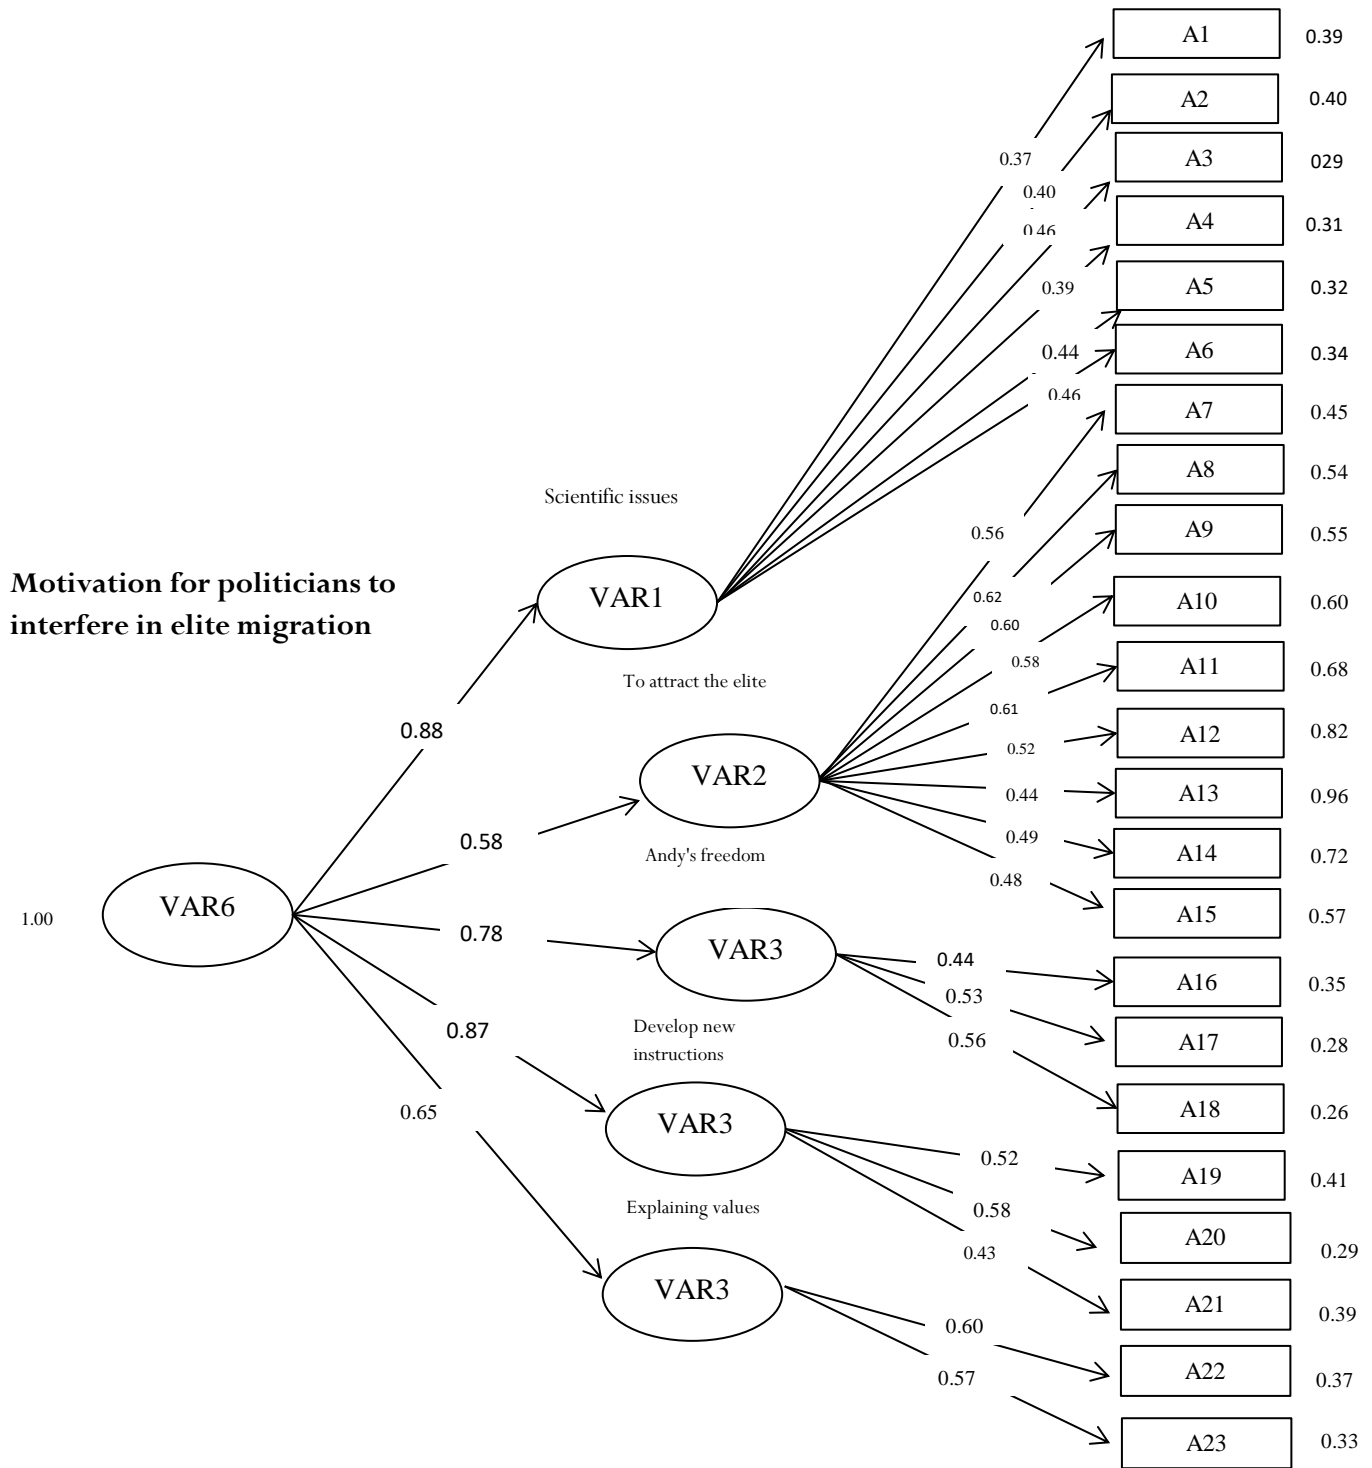 A1 0.39
A2 0.40
0.37
A3 029
0.40
A4 0.31
0.46
A5 0.32
0.39
A6 0.34
0.44
0.46
A7 0.45
A8 0.54
Scientific issues
A9 0.55
0.56
Motivation for politicians to
interfere in elite migration
VAR1
0.62
A10 0.60
0.60
0.58
A11 0.68
To attract the elite
0.61
0.88
A12 0.82
0.52
VAR2
A13 0.96
0.44
0.58
0.49
A14 0.72
Andy's freedom
0.48
A15 0.57
1.00
VAR6
0.78
VAR3
0.44
A16 0.35
0.53
0.87
Develop new
instructions
0.56
A17 0.28
0.65
VAR3
A18 0.26
0.52
A19 0.41
Explaining values
0.58
A20 0.29
0.43
VAR3
A21 0.39
0.60
A22 0.37
0.57
A23 0.33